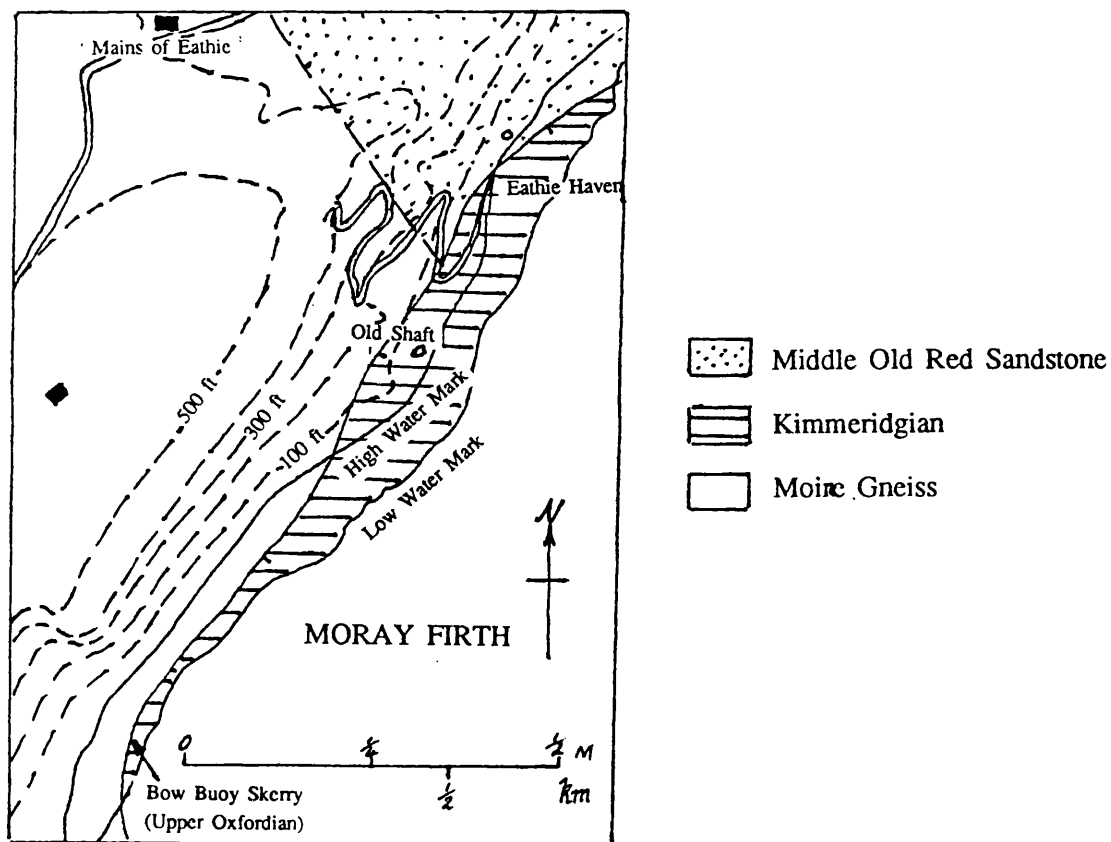 Mains of Eathie
Eathie Haven
Old Shaft
500 ft
300 ft
100 ft
High Water Mark
Low Water Mark
Middle Old Red Sandstone
Kimmeridgian
Moine Gneiss
N
MORAY FIRTH
0 1/4 1/2 M
1/2 km
Bow Buoy Skerry
(Upper Oxfordian)